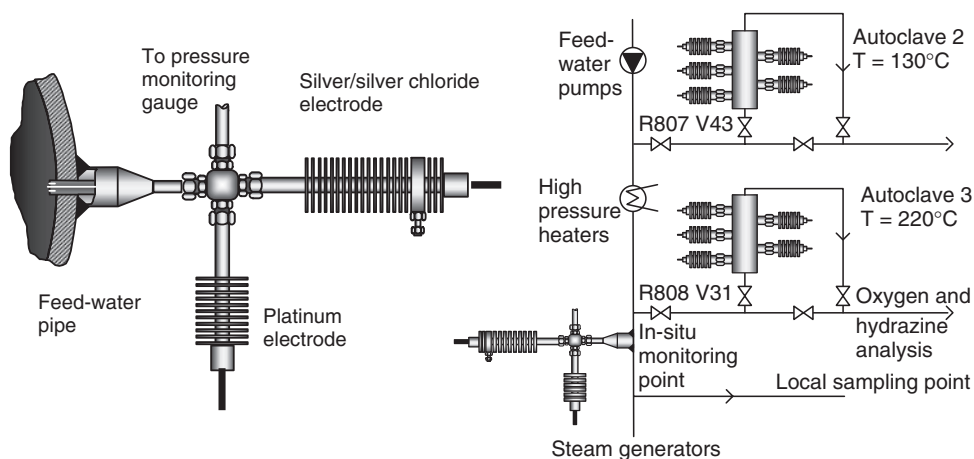 To pressure
monitoring
gauge
Silver/silver chloride
electrode
Feed-water
pipe
Platinum
electrode
Feed-
water
pumps
Autoclave 2
T = 130°C
R807 V43
High
pressure
heaters
Autoclave 3
T = 220°C
R808 V31
Oxygen and
hydrazine
analysis
In-situ
monitoring
point
Local sampling point
Steam generators